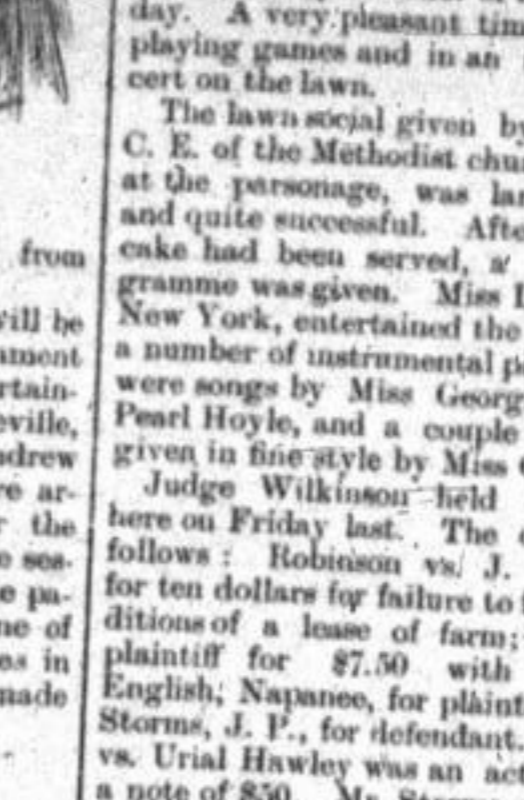 from
will be
ament
rtain-
eville,
ndrew
re ar-
r the
e ses-
e pa-
ne of
es in
made
day. A very pleasant tim
playing games and in an
cert on the lawn.
The lawn social given by
C. E. of the Methodist chu
at the parsonage, was lar
and quite successful. Afte
cake had been served, a
gramme was given. Miss
New York, entertained the
a number of instrumental p
were songs by Miss Georg
Pearl Hoyle, and a couple
given in fine style by Miss
Judge Wilkinson held
here on Friday last. The
follows: Robinson vs. J.
for ten dollars for failure to
ditions of a lease of farm;
plaintiff for $7.50 with
English, Napanee, for plaint
Storms, J. P., for defendant.
vs. Urial Hawley was an act
a note of $50. Mr. Storms